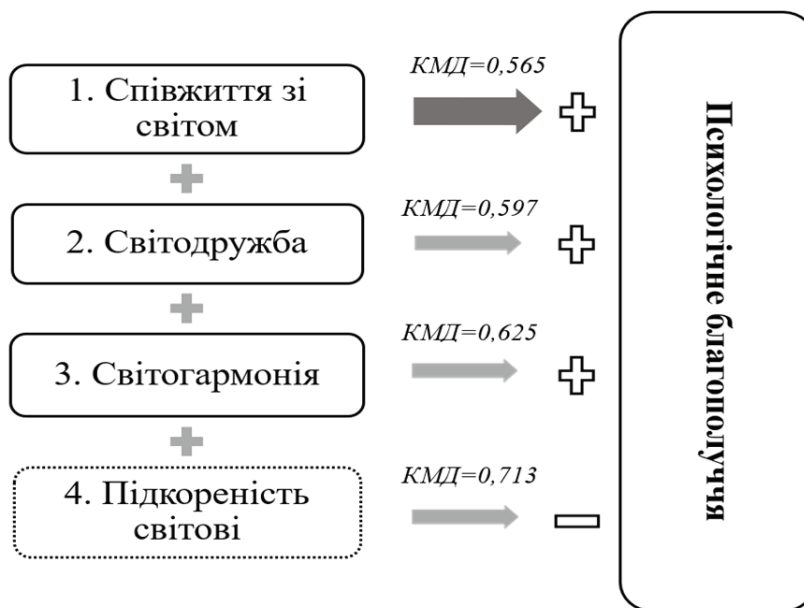 КМД=0,565
1. Співжиття зі
світом
КМД=0,597
2. Світодружба
КМД=0,625
3. Світогармонія
КМД=0,713
4. Підкореність
світові
Психологічне благополуччя